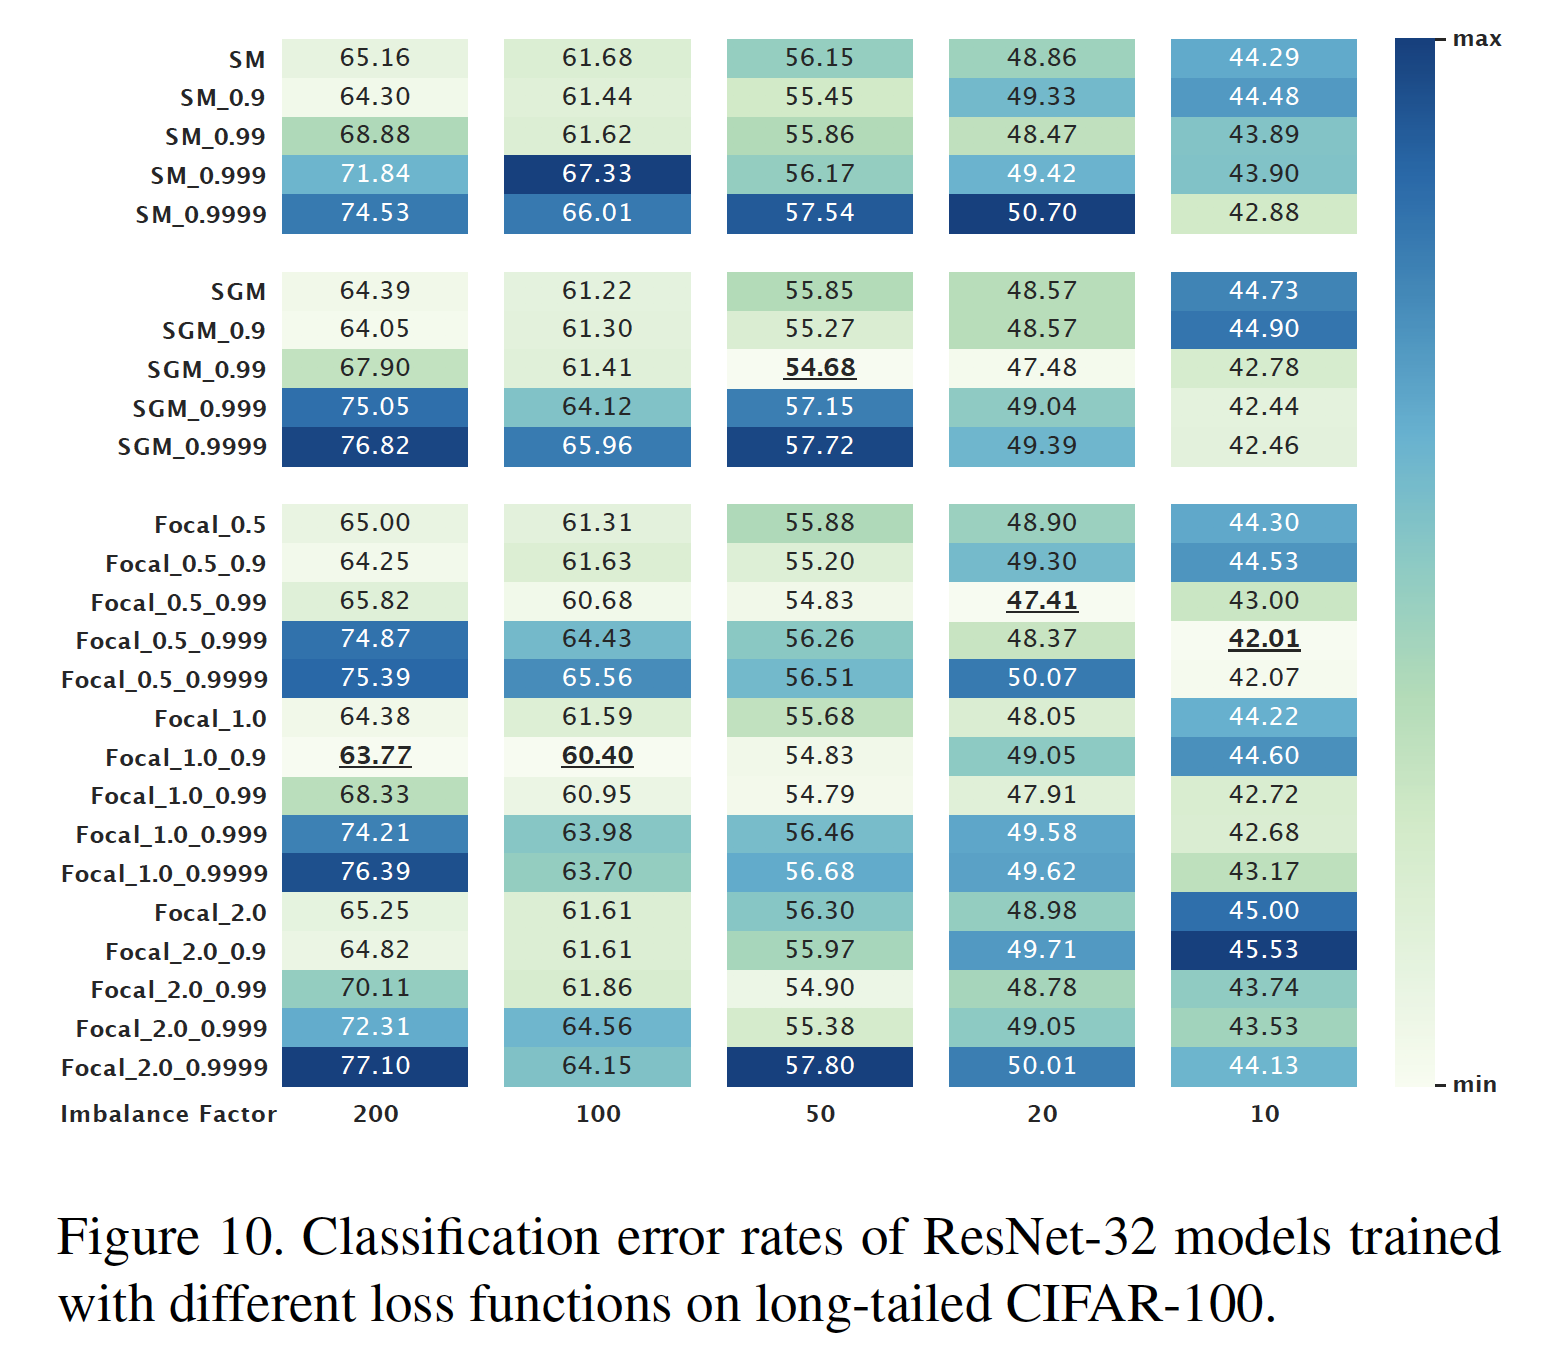 max
SM 65.16 61.68 56.15 48.86 44.29
SM_0.9 64.30 61.44 55.45 49.33 44.48
SM_0.99 68.88 61.62 55.86 48.47 43.89
SM_0.999 71.84 67.33 56.17 49.42 43.90
SM_0.9999 74.53 66.01 57.54 50.70 42.88
SGM 64.39 61.22 55.85 48.57 44.73
SGM_0.9 64.05 61.30 55.27 48.57 44.90
SGM_0.99 67.90 61.41 54.68 47.48 42.78
SGM_0.999 75.05 64.12 57.15 49.04 42.44
SGM_0.9999 76.82 65.96 57.72 49.39 42.46
Focal_0.5 65.00 61.31 55.88 48.90 44.30
Focal_0.5_0.9 64.25 61.63 55.20 49.30 44.53
Focal_0.5_0.99 65.82 60.68 54.83 47.41 43.00
Focal_0.5_0.999 74.87 64.43 56.26 48.37 42.01
Focal_0.5_0.9999 75.39 65.56 56.51 50.07 42.07
Focal_1.0 64.38 61.59 55.68 48.05 44.22
Focal_1.0_0.9 63.77 60.40 54.83 49.05 44.60
Focal_1.0_0.99 68.33 60.95 54.79 47.91 42.72
Focal_1.0_0.999 74.21 63.98 56.46 49.58 42.68
Focal_1.0_0.9999 76.39 63.70 56.68 49.62 43.17
Focal_2.0 65.25 61.61 56.30 48.98 45.00
Focal_2.0_0.9 64.82 61.61 55.97 49.71 45.53
Focal_2.0_0.99 70.11 61.86 54.90 48.78 43.74
Focal_2.0_0.999 72.31 64.56 55.38 49.05 43.53
Focal_2.0_0.9999 77.10 64.15 57.80 50.01 44.13
min
Imbalance Factor 200 100 50 20 10
Figure 10. Classification error rates of ResNet-32 models trained
with different loss functions on long-tailed CIFAR-100.